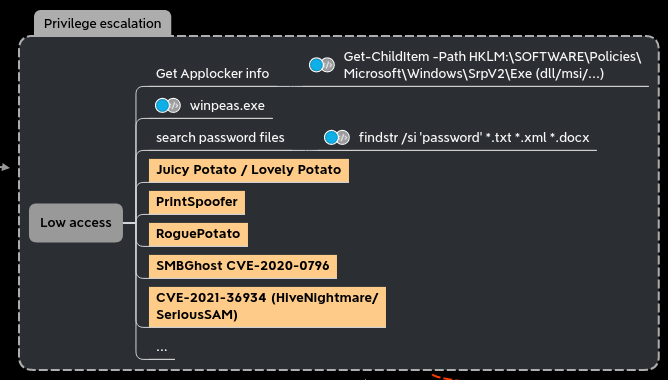 Privilege escalation
Get Applocker info
Get-ChildItem -Path HKLM:\SOFTWARE\Policies\
Microsoft\Windows\SrpV2\Exe (dll/msi/...)
winpeas.exe
search password files
findstr /si 'password' *.txt *.xml *.docx
Juicy Potato / Lovely Potato
PrintSpoofer
RoguePotato
Low access
SMBGhost CVE-2020-0796
CVE-2021-36934 (HiveNightmare/
SeriousSAM)
...